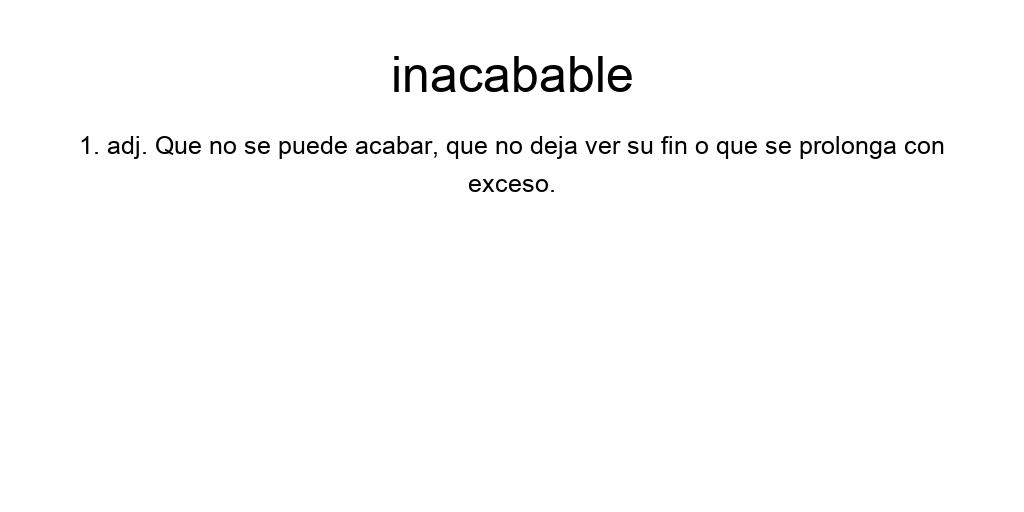 inacabable
1. adj. Que no se puede acabar, que no deja ver su fin o que se prolonga con
exceso.